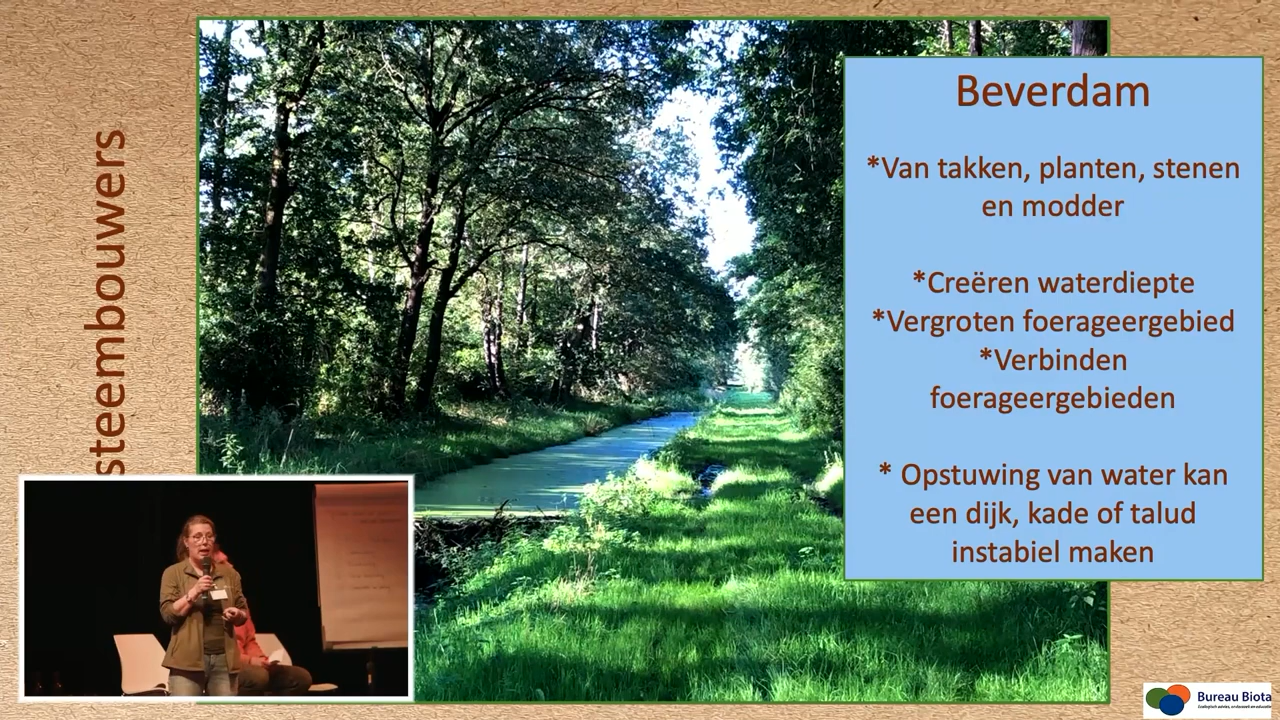 steembouwers
Beverdam
*Van takken, planten, stenen
en modder
*Creëren waterdiepte
*Vergroten foerageergebied
*Verbinden
foerageergebieden
* Opstuwing van water kan
een dijk, kade of talud
instabiel maken
Bureau Biota